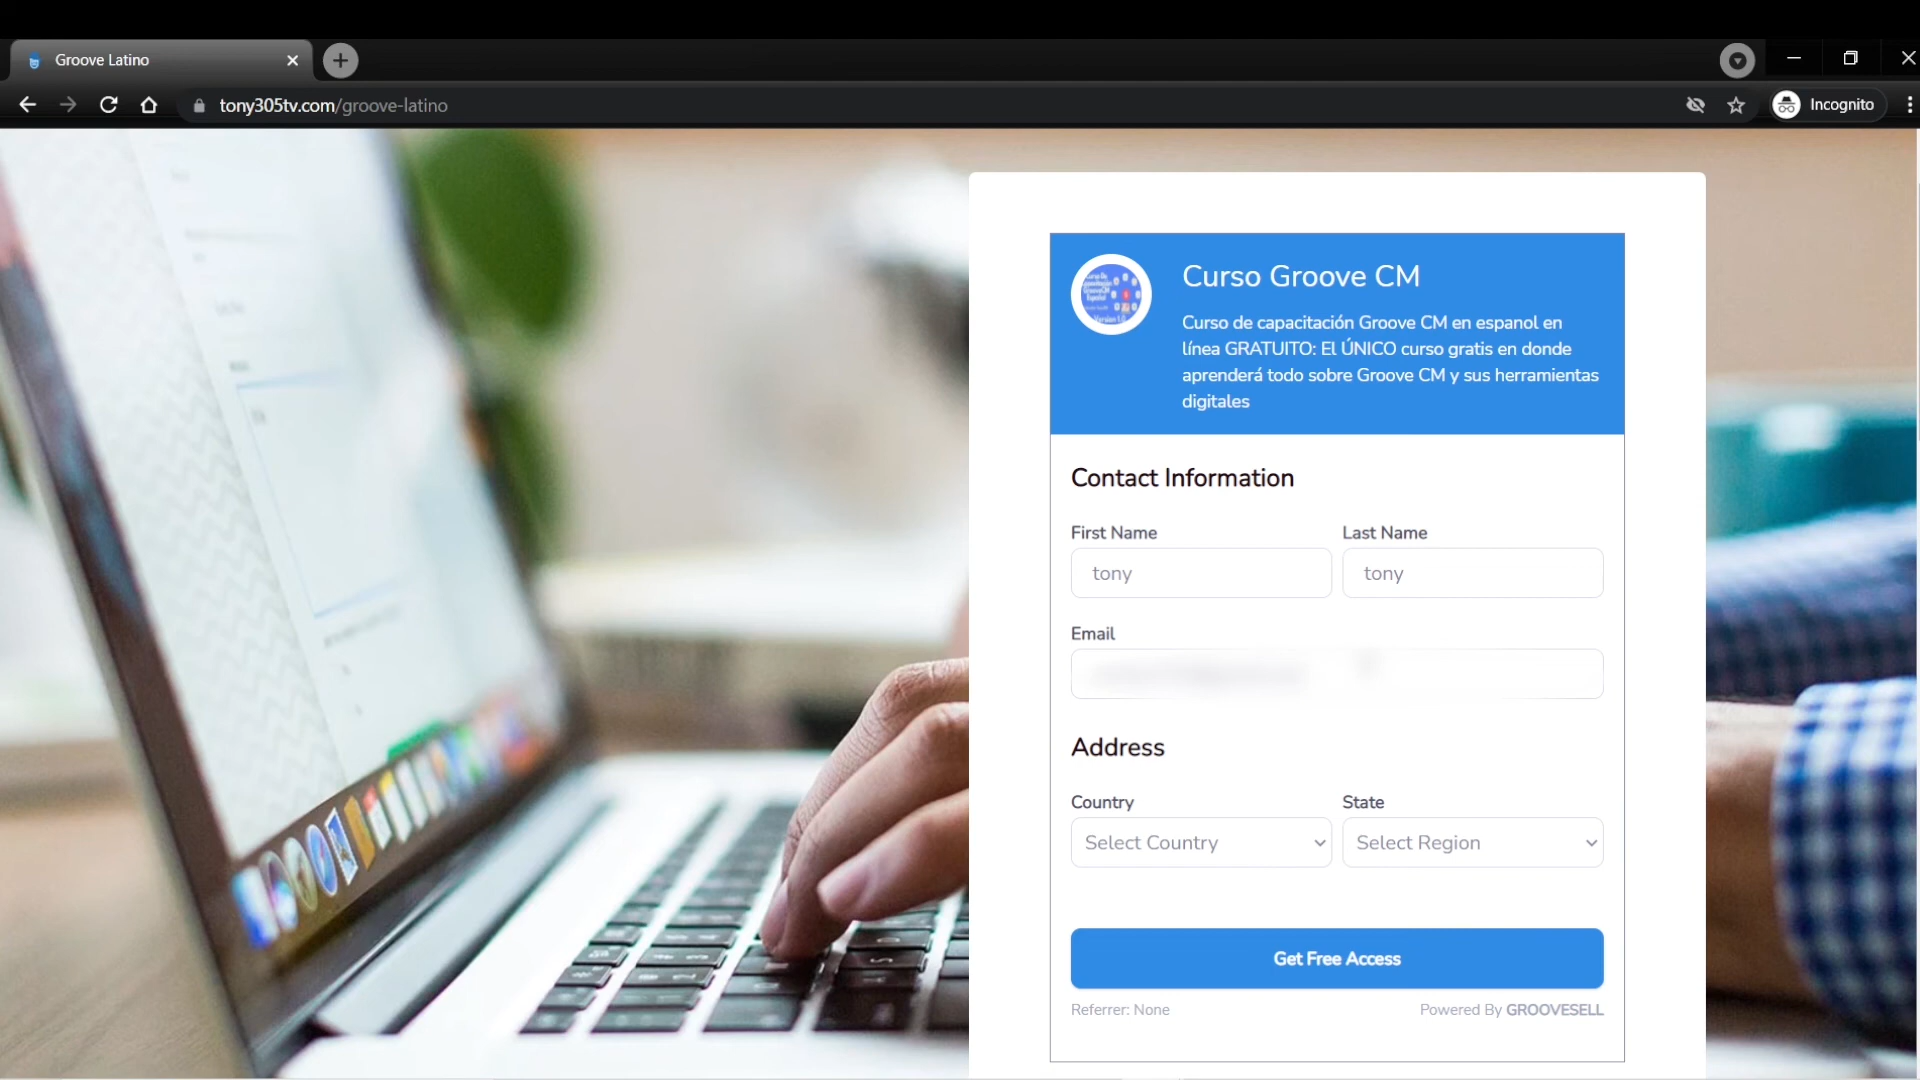 Groove Latino
tony305tv.com/groove-latino
Incognito
Curso Groove CM
Curso de capacitación Groove CM en espanol en
línea GRATUITO: El ÚNICO curso gratis en donde
aprenderá todo sobre Groove CM y sus herramientas
digitales
Contact Information
First Name
Last Name
tony
tony
Email
Address
Country
State
Select Country
Select Region
Get Free Access
Referrer: None
Powered By GROOVESELL